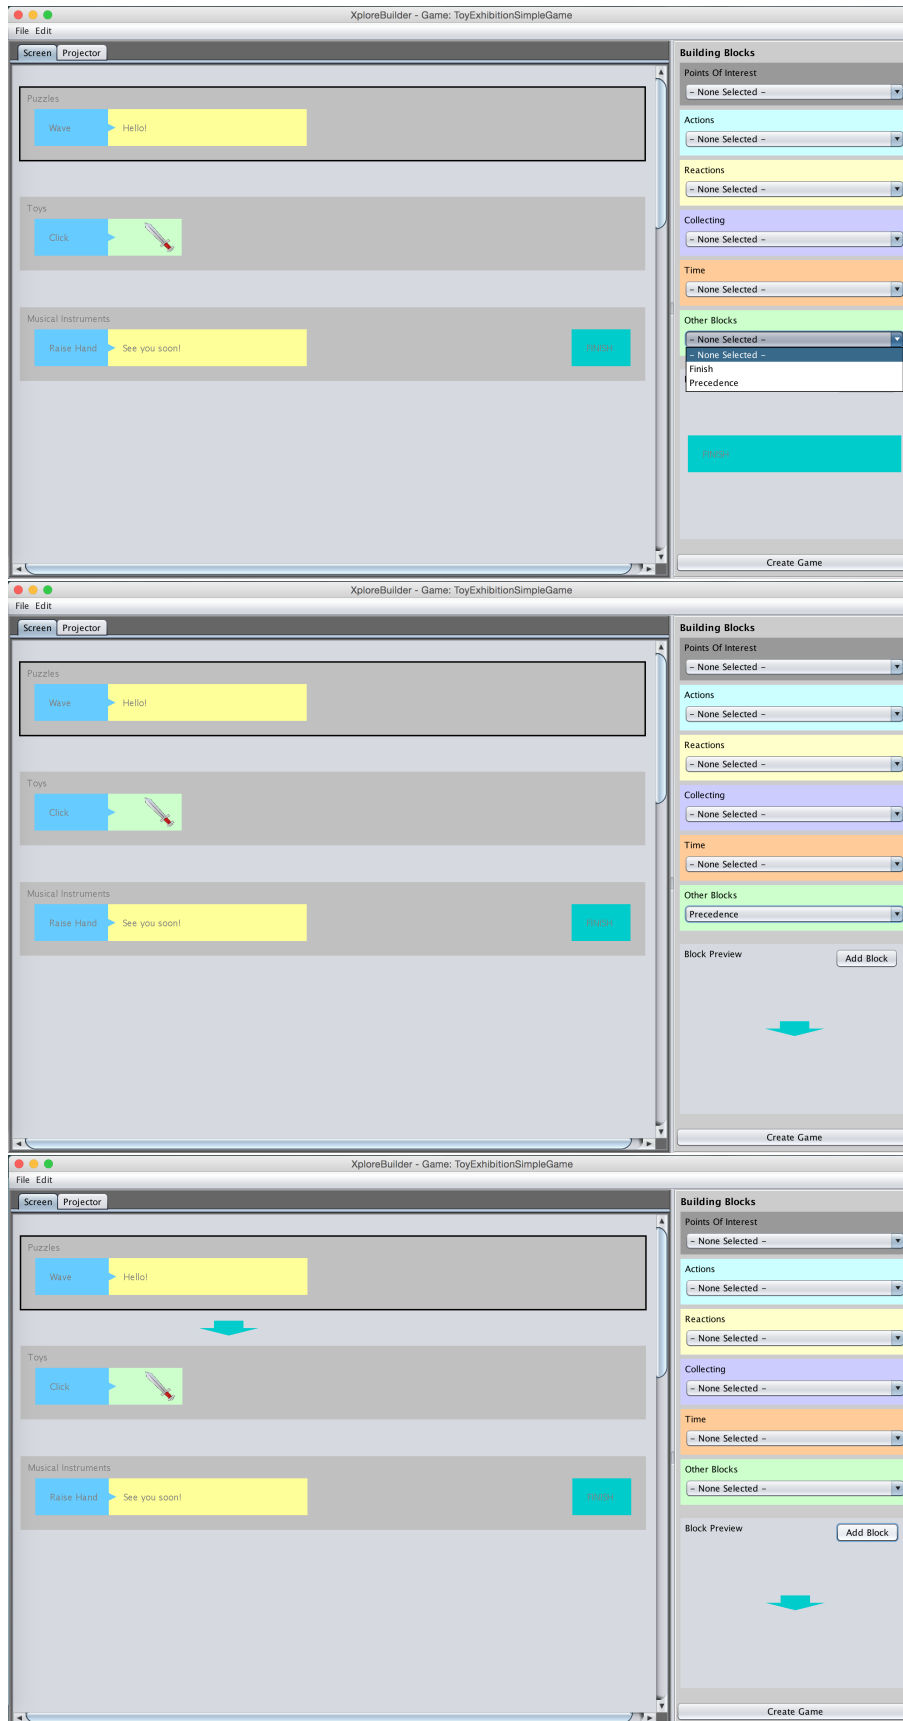 XploreBuilder - Game: ToyExhibitionSimpleGame
File Edit
Screen Projector
Puzzles
Wave Hello!
Toys
Click
Musical Instruments
Raise Hand See you soon!
FINISH
Building Blocks
Points Of Interest
- None Selected -
Actions
- None Selected -
Reactions
- None Selected -
Collecting
- None Selected -
Time
- None Selected -
Other Blocks
- None Selected -
- None Selected -
Finish
Precedence
FINISH
Create Game
XploreBuilder - Game: ToyExhibitionSimpleGame
File Edit
Screen Projector
Puzzles
Wave Hello!
Toys
Click
Musical Instruments
Raise Hand See you soon!
FINISH
Building Blocks
Points Of Interest
- None Selected -
Actions
- None Selected -
Reactions
- None Selected -
Collecting
- None Selected -
Time
- None Selected -
Other Blocks
Precedence
Block Preview Add Block
Create Game
XploreBuilder - Game: ToyExhibitionSimpleGame
File Edit
Screen Projector
Puzzles
Wave Hello!
Toys
Click
Musical Instruments
Raise Hand See you soon!
FINISH
Building Blocks
Points Of Interest
- None Selected -
Actions
- None Selected -
Reactions
- None Selected -
Collecting
- None Selected -
Time
- None Selected -
Other Blocks
- None Selected -
Block Preview Add Block
Create Game